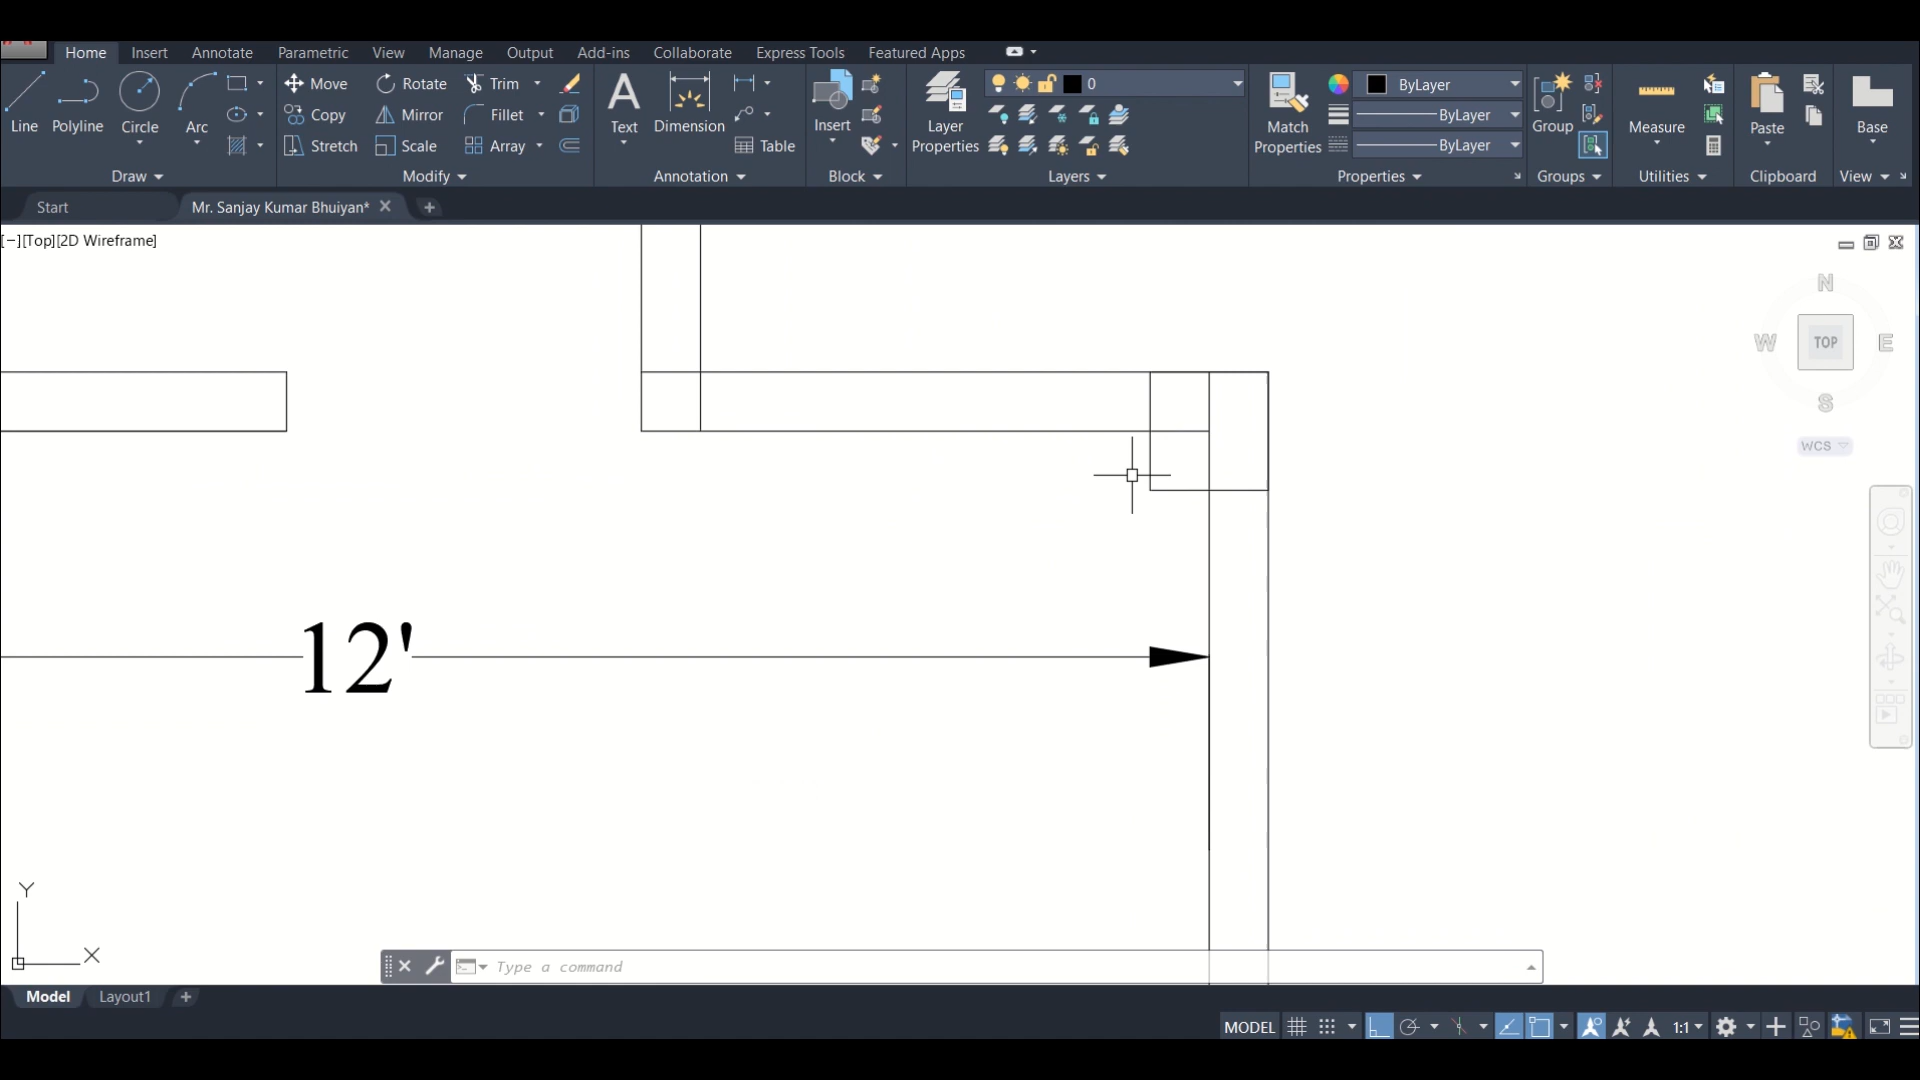 Home Insert Annotate Parametric View Manage Output Add-ins Collaborate Express Tools Featured Apps
Line Polyline Circle Arc
Move Rotate Trim
Copy Mirror Fillet
Stretch Scale Array
Text Dimension Table
Insert
Layer Properties
0
Match Properties
ByLayer
ByLayer
ByLayer
Group Measure Paste Base
Draw Modify Annotation Block Layers Properties Groups Utilities Clipboard View
Start Mr. Sanjay Kumar Bhuiyan*
[−][Top][2D Wireframe]
N
W TOP E
S
WCS
12'
Y
X
Type a command
Model Layout1
MODEL 1:1